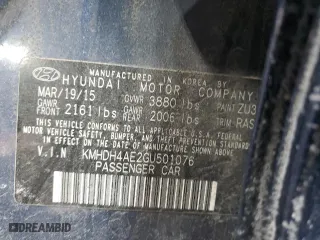 MANUFACTURED IN KOREA BY
HYUNDAI MOTOR COMPANY
MAR/19/15 GVWR 3880 lbs PAINT ZU3
GAWR FRONT 2161 lbs GAWR REAR 2006 lbs TRIM RAS
THIS VEHICLE CONFORMS TO ALL APPLICABLE U.S. FEDERAL
MOTOR VEHICLE SAFETY, BUMPER, AND THEFT PREVENTION
STANDARDS IN EFFECT ON THE DATE OF MANUFACTURE
SHOWN ABOVE.
V.I.N KMHDH4AE2GU501076
PASSENGER CAR